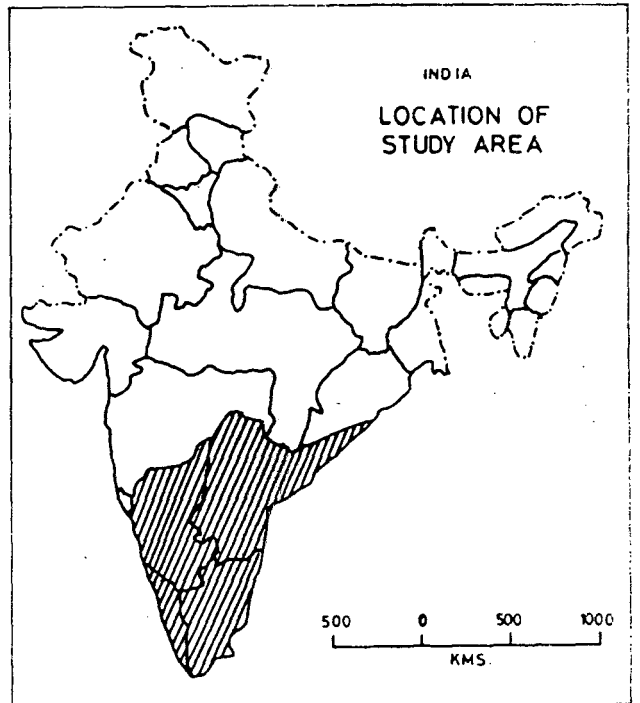 INDIA
LOCATION OF
STUDY AREA
500 0 500 1000
KMS.